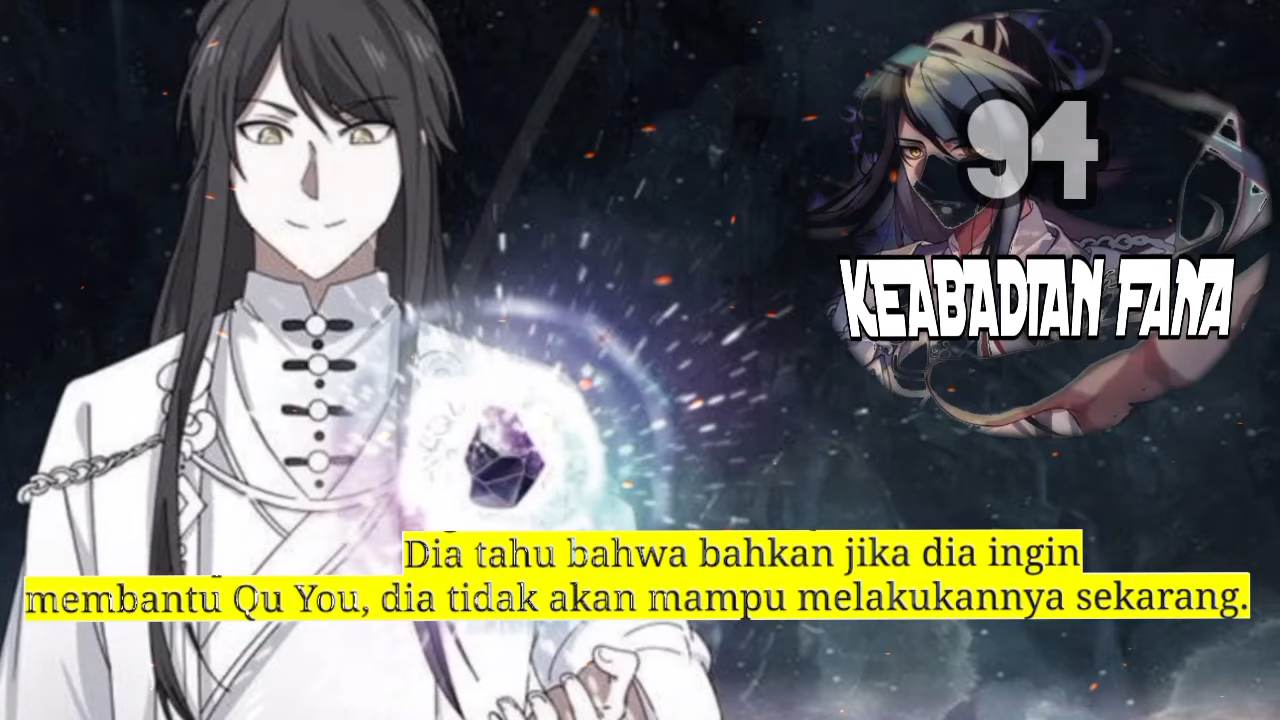 94
KEABADIAN FANA
Dia tahu bahwa bahkan jika dia ingin
membantu Qu You, dia tidak akan mampu melakukannya sekarang.